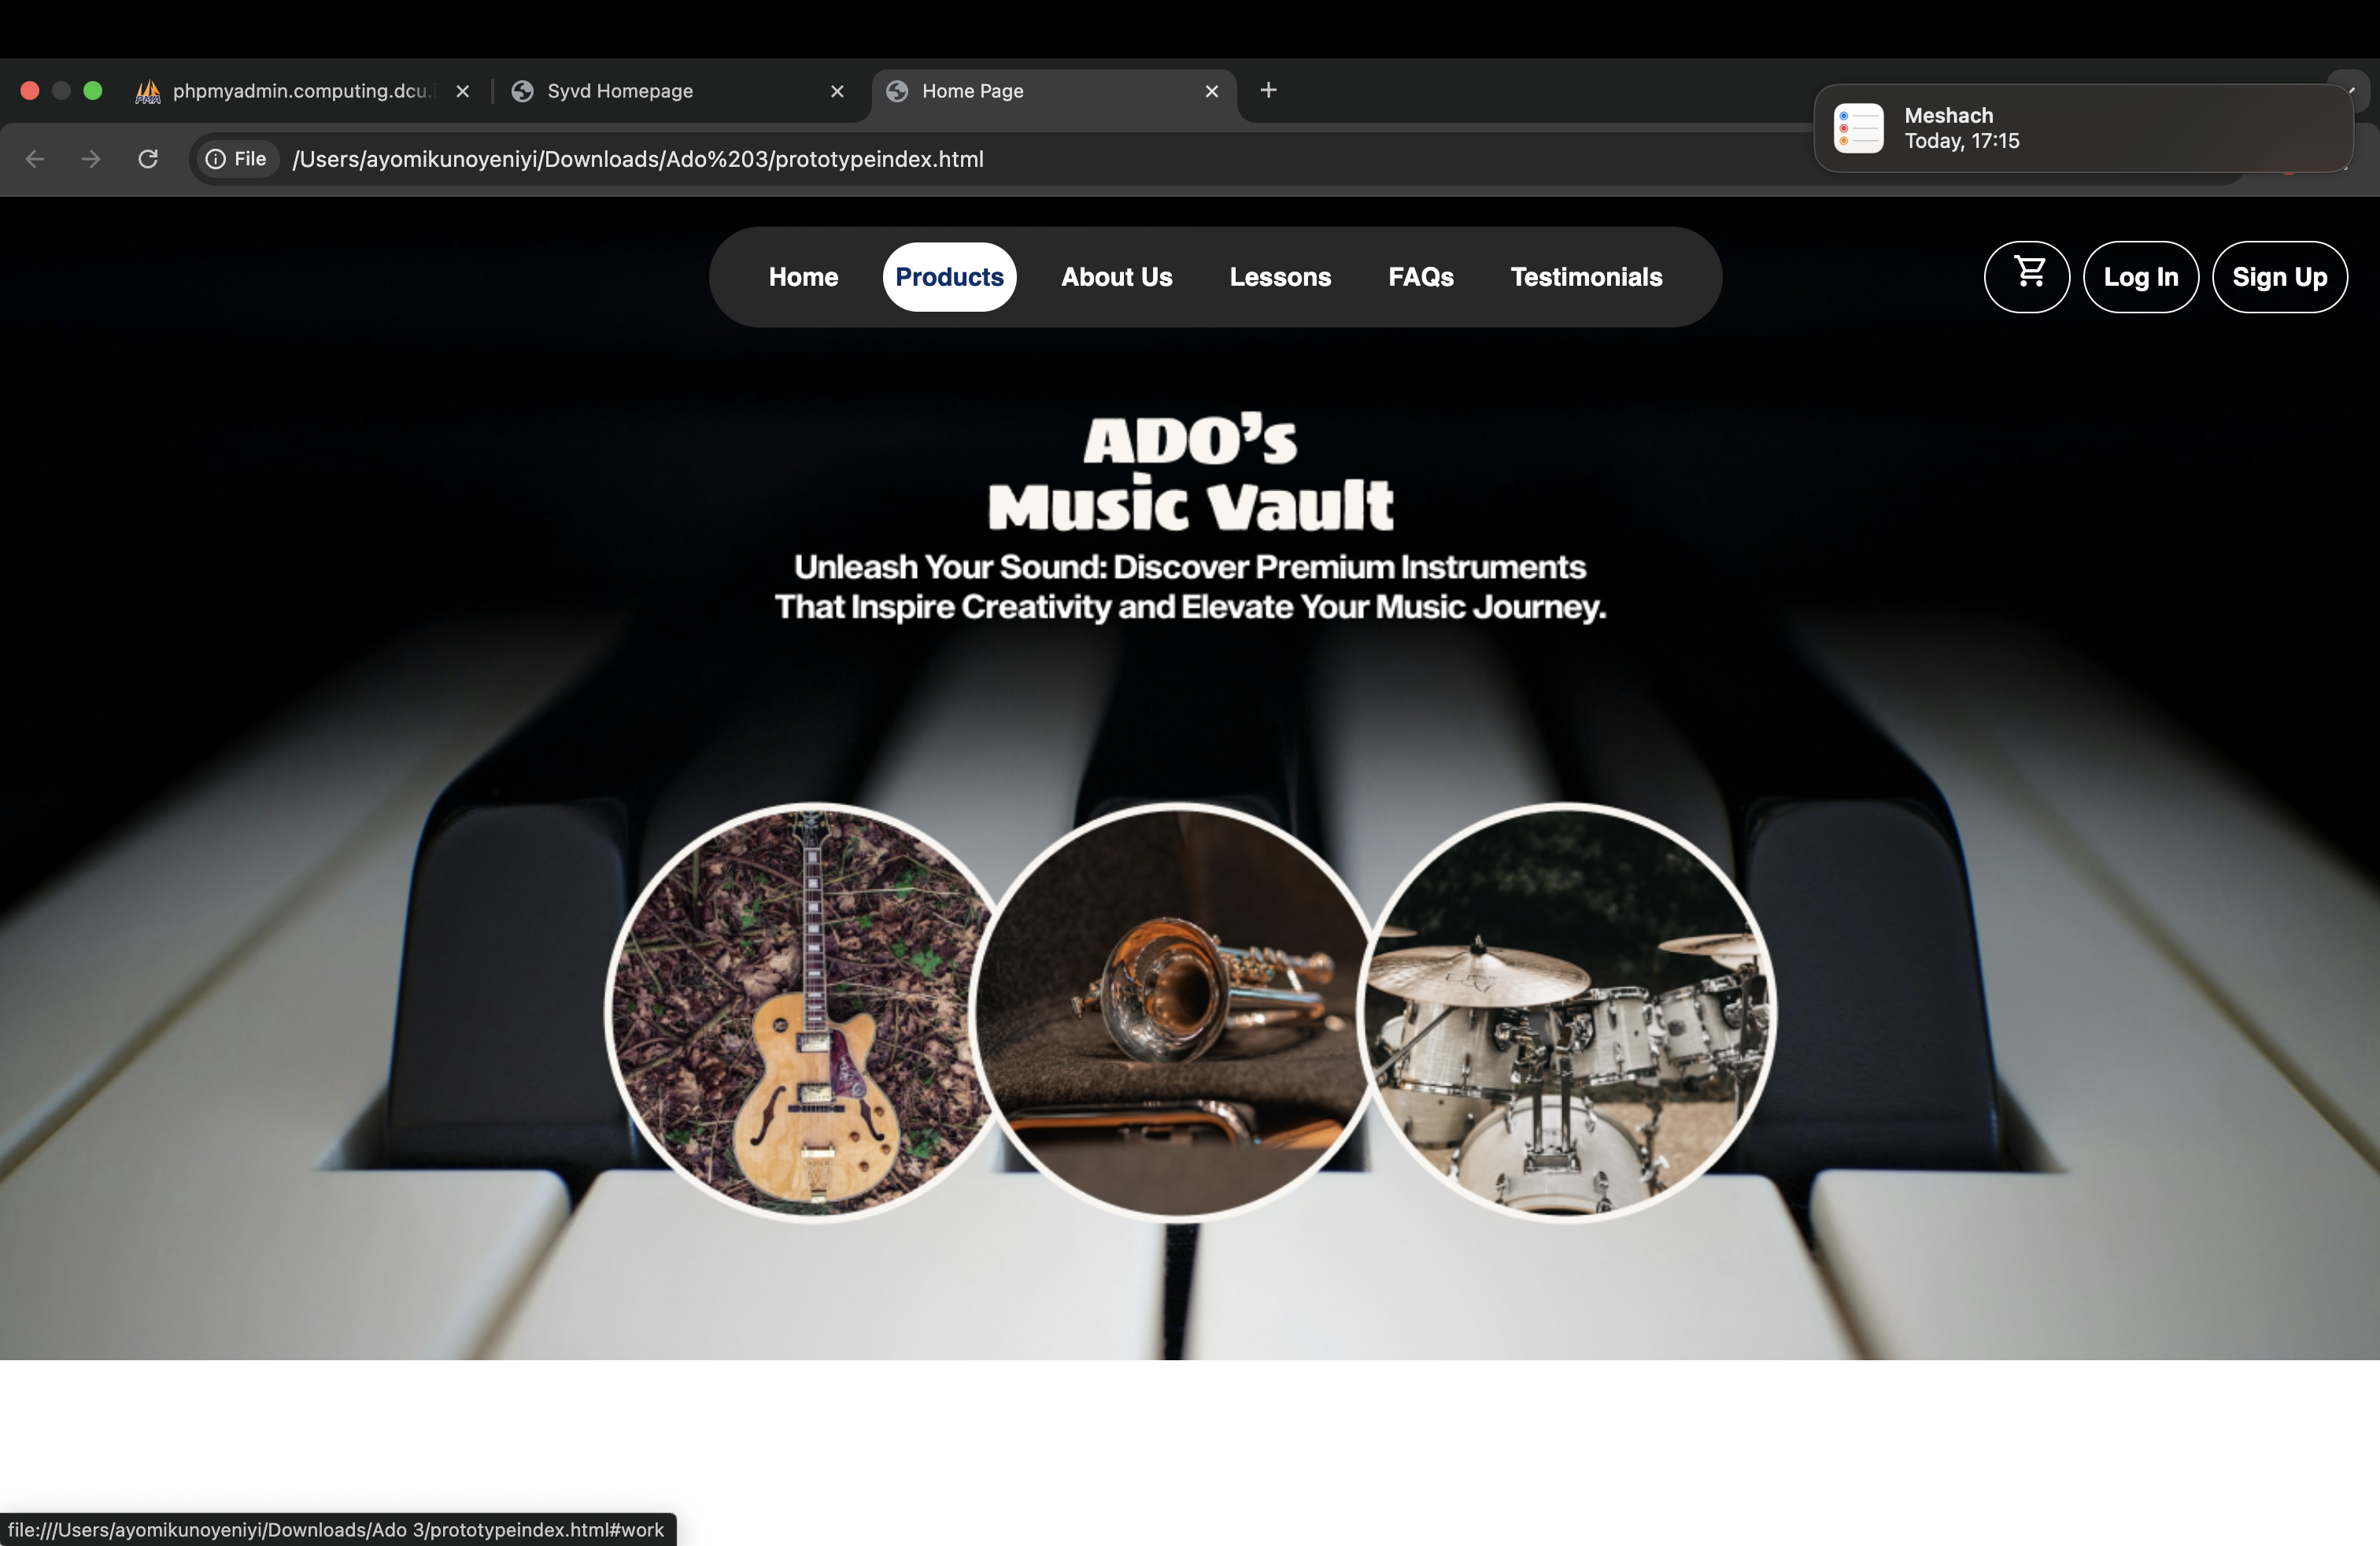 phpmyadmin.computing.dcu.i
Syvd Homepage
Home Page
Meshach
Today, 17:15
File
/Users/ayomikunoyeniyi/Downloads/Ado%203/prototypeindex.html
Home
Products
About Us
Lessons
FAQs
Testimonials
Log In
Sign Up
ADO's
Music Vault
Unleash Your Sound: Discover Premium Instruments
That Inspire Creativity and Elevate Your Music Journey.
file:///Users/ayomikunoyeniyi/Downloads/Ado 3/prototypeindex.html#work